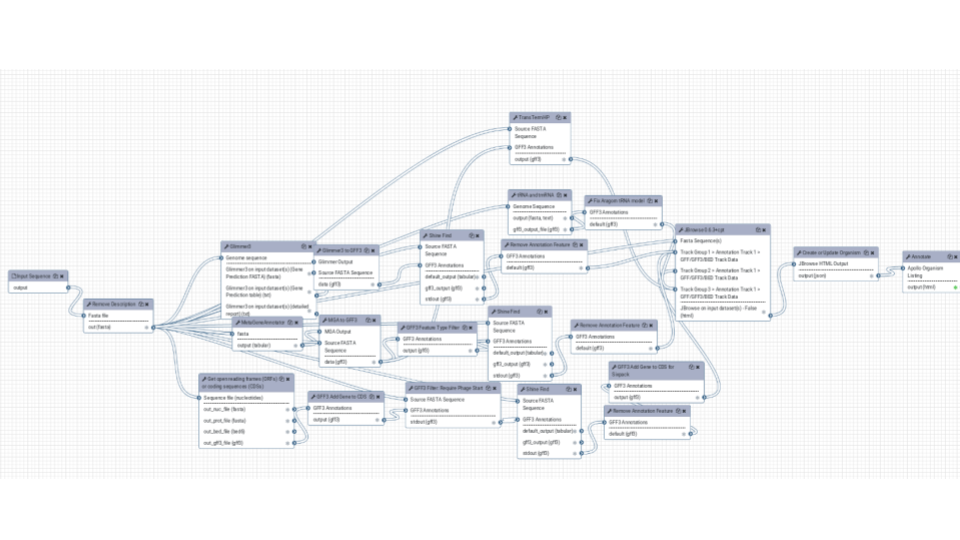 Input Sequence
output
Remove Description
Fasta file
out (fasta)
Glimmer3
Genome sequence
Glimmer3 on input dataset(s) (Gene
Prediction FASTA) (fasta)
Glimmer3 on input dataset(s) (Gene
Prediction table) (txt)
Glimmer3 on input dataset(s) (detailed
report) (txt)
Glimmer3 to GFF3
Glimmer Output
Source FASTA Sequence
data (gff3)
MetaGeneAnnotator
fasta
output (tabular)
MGA to GFF3
MGA Output
Source FASTA
Sequence
data (gff3)
Get open reading frames (ORFs)
or coding sequences (CDSs)
Sequence file (nucleotides)
out_nuc_file (fasta)
out_prot_file (fasta)
out_bed_file (bed6)
out_gff3_file (gff3)
GFF3 Add Gene to CDS
GFF3 Annotations
output (gff3)
Shine Find
Source FASTA
Sequence
GFF3 Annotations
default_output (tabular)
gff3_output (gff3)
stdout (gff3)
GFF3 Feature Type Filter
GFF3 Annotations
output (gff3)
GFF3 Filter: Require Phage Start
Source FASTA Sequence
GFF3 Annotations
stdout (gff3)
TransTermHP
Source FASTA
Sequence
GFF3 Annotations
output (gff3)
tRNA and tmRNA
Genome Sequence
output (fasta, text)
gff3_output_file (gff3)
Fix Aragorn tRNA model
GFF3 Annotations
default (gff3)
Remove Annotation Feature
GFF3 Annotations
default (gff3)
Shine Find
Source FASTA
Sequence
GFF3 Annotations
default_output (tabular)
gff3_output (gff3)
stdout (gff3)
Remove Annotation Feature
GFF3 Annotations
default (gff3)
Shine Find
Source FASTA
Sequence
GFF3 Annotations
default_output (tabular)
gff3_output (gff3)
stdout (gff3)
GFF3 Add Gene to CDS for
GFF3 Annotations
output (gff3)
Remove Annotation Feature
GFF3 Annotations
default (gff3)
Fasta Sequence(s)
Track Group 1 > Annotation Track 1 >
GFF/GFF3/BED Track Data
Track Group 2 > Annotation Track 1 >
GFF/GFF3/BED Track Data
Track Group 3 > Annotation Track 1 >
GFF/GFF3/BED Track Data
JBrowse on input dataset(s) - False
(html)
Create or Update Organism
JBrowse HTML Output
output (json)
Annotate
Apollo Organism
Listing
output (html)